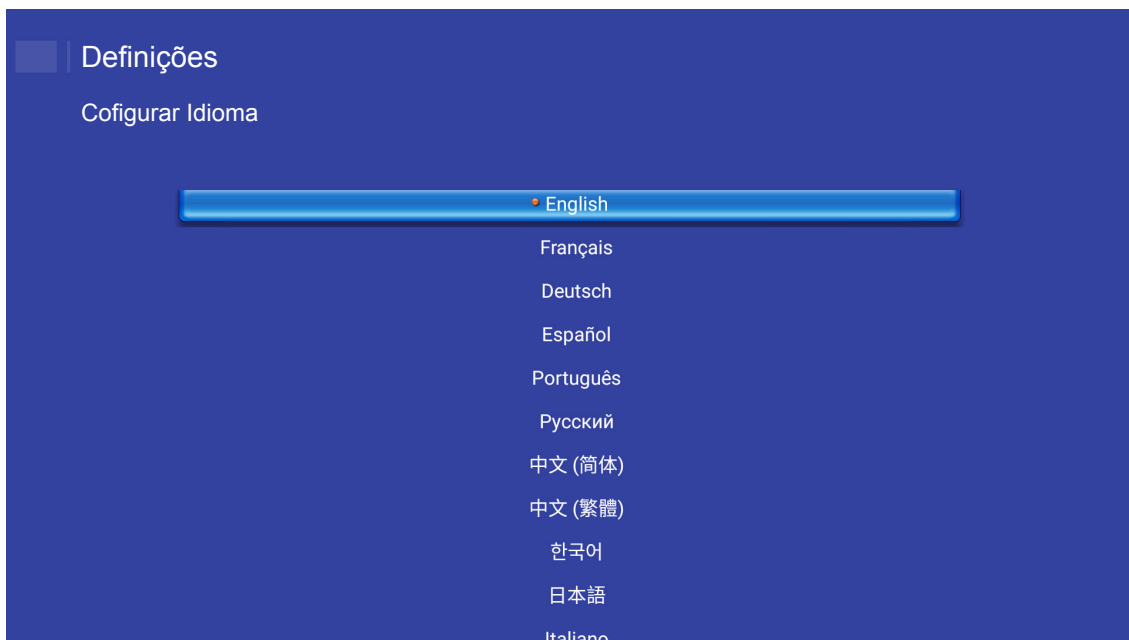 Definições
Cofigurar Idioma
English
Français
Deutsch
Español
Português
Русский
中文 (简体)
中文 (繁體)
한국어
日本語
Italiano